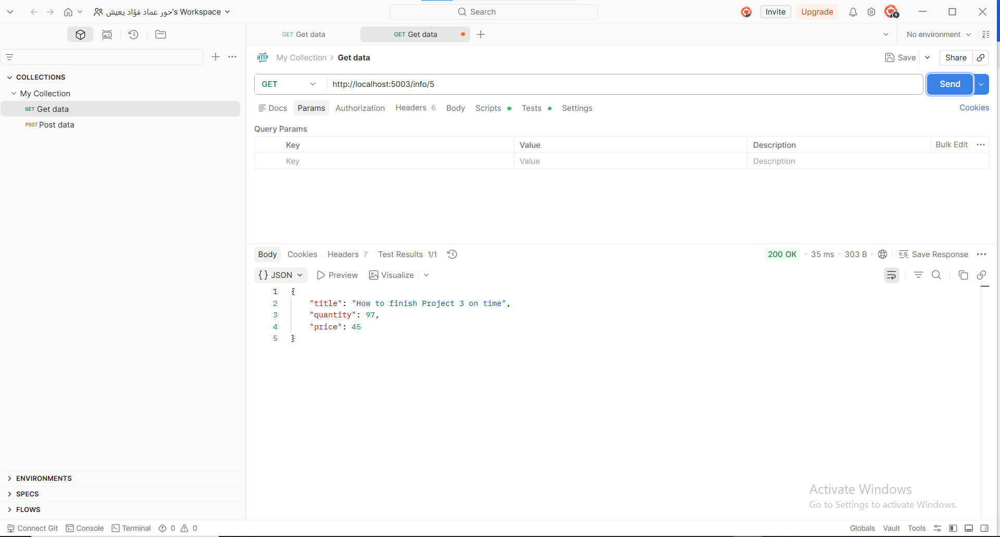 حور عماد فؤاد يعيش's Workspace
Search
Invite
Upgrade
GET Get data
GET Get data
No environment
HTTP My Collection > Get data
Save
Share
COLLECTIONS
My Collection
GET Get data
POST Post data
GET http://localhost:5003/info/5
Send
Docs Params Authorization Headers 6 Body Scripts Tests Settings
Cookies
Query Params
Key Value Description Bulk Edit
Key Value Description
Body Cookies Headers 7 Test Results 1/1
200 OK • 35 ms • 303 B
e.g. Save Response
{} JSON Preview Visualize
1 {
2 "title": "How to finish Project 3 on time",
3 "quantity": 97,
4 "price": 45
5 }
ENVIRONMENTS
SPECS
FLOWS
Activate Windows
Go to Settings to activate Windows.
Connect Git Console Terminal 0 0
Globals Vault Tools